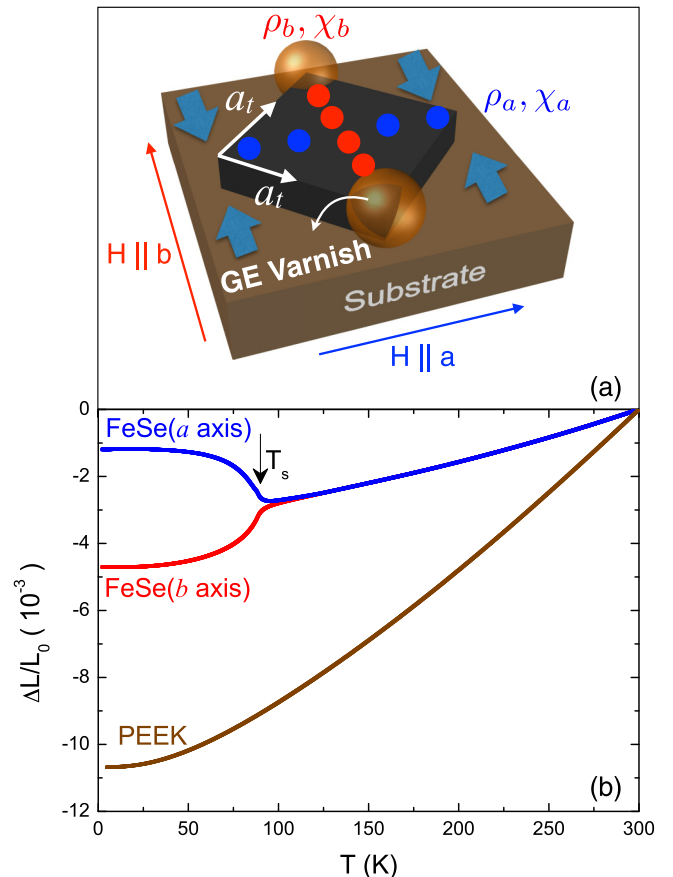 ρb, χb
ρa, χa
at
at
H || b
GE Varnish
Substrate
H || a
(a)
0
FeSe(a axis)
Ts
-2
-4
FeSe(b axis)
-6
ΔL/L0 ( 10-3 )
-8
PEEK
-10
(b)
-12
0
50
100
150
200
250
300
T (K)